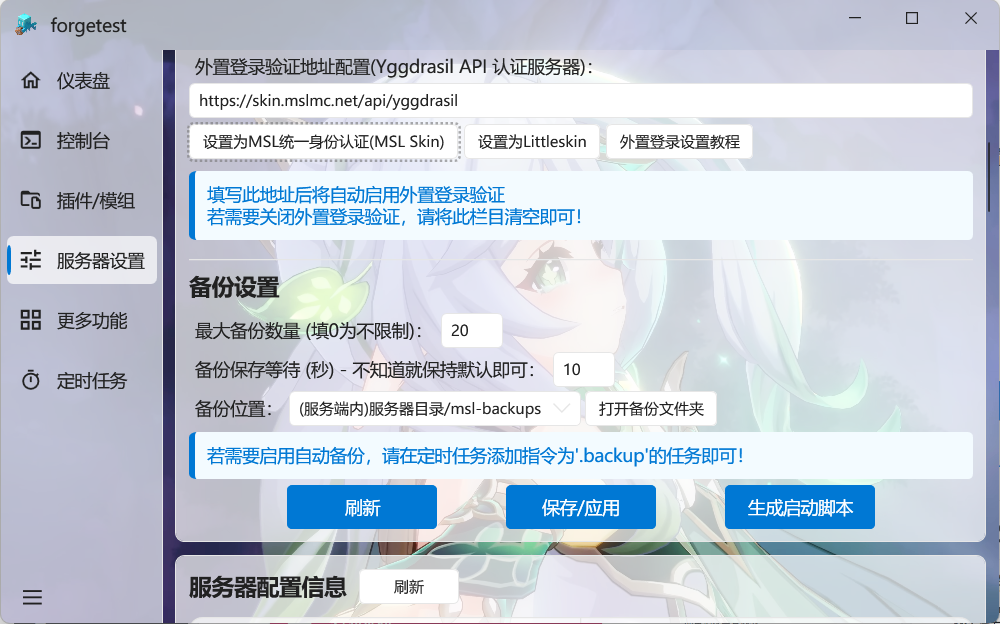 forgetest
仪表盘
控制台
插件/模组
服务器设置
更多功能
定时任务
外置登录验证地址配置(Yggdrasil API 认证服务器)：
https://skin.mslmc.net/api/yggdrasil
设置为MSL统一身份认证(MSL Skin) 设置为Littleskin 外置登录设置教程
填写此地址后将自动启用外置登录验证
若需要关闭外置登录验证，请将此栏目清空即可！
备份设置
最大备份数量 (填0为不限制)： 20
备份保存等待 (秒) - 不知道就保持默认即可： 10
备份位置： (服务端内)服务器目录/msl-backups 打开备份文件夹
若需要启用自动备份，请在定时任务添加指令为'.backup'的任务即可！
刷新 保存/应用 生成启动脚本
服务器配置信息 刷新